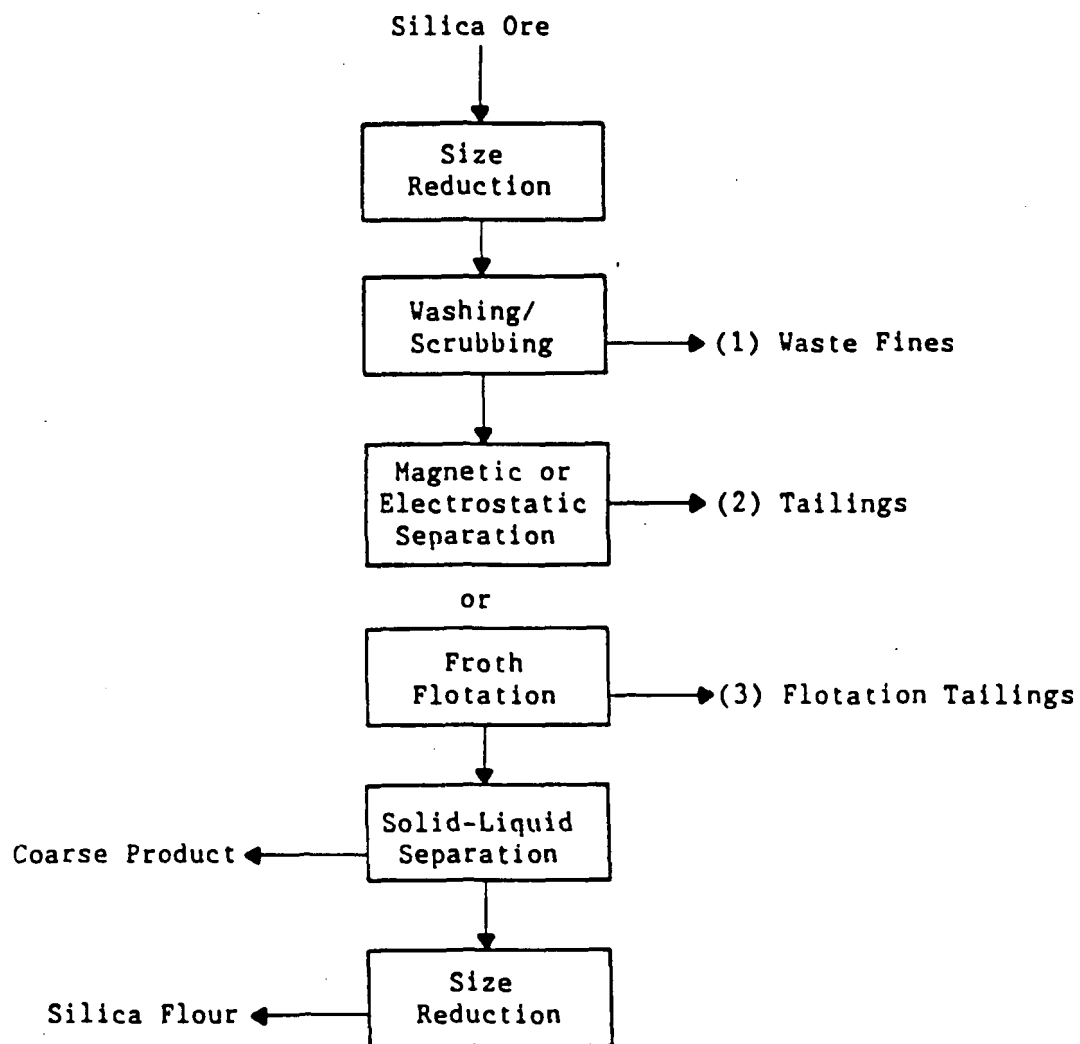 Silica Ore
Size
Reduction
Washing/
Scrubbing
(1) Waste Fines
Magnetic or
Electrostatic
Separation
(2) Tailings
or
Froth
Flotation
(3) Flotation Tailings
Solid-Liquid
Separation
Coarse Product
Size
Reduction
Silica Flour